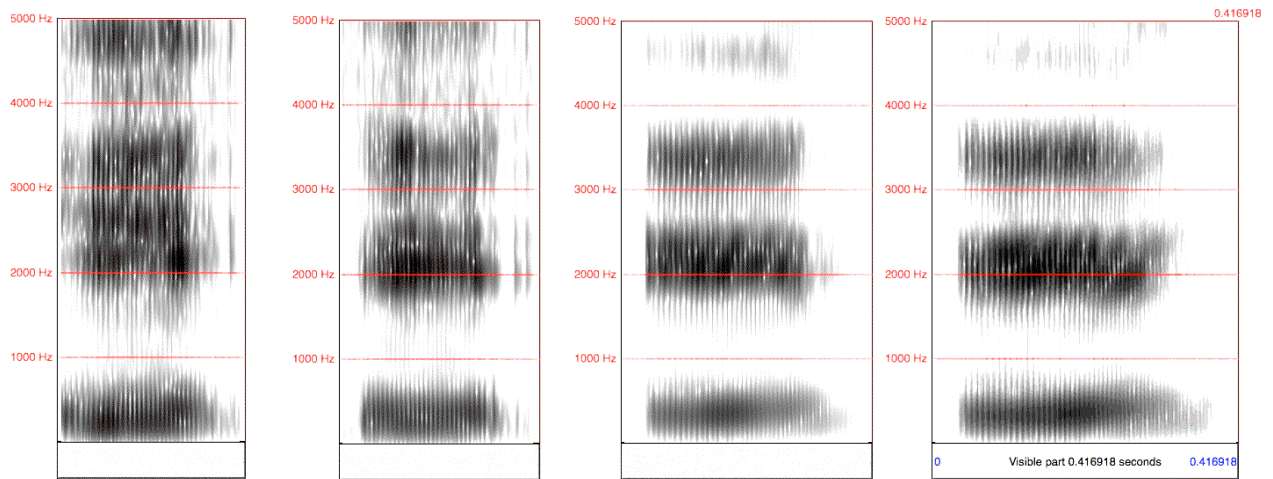 0.416918
5000 Hz 5000 Hz 5000 Hz 5000 Hz
4000 Hz 4000 Hz 4000 Hz 4000 Hz
3000 Hz 3000 Hz 3000 Hz 3000 Hz
2000 Hz 2000 Hz 2000 Hz 2000 Hz
1000 Hz 1000 Hz 1000 Hz 1000 Hz
0 Visible part 0.416918 seconds 0.416918